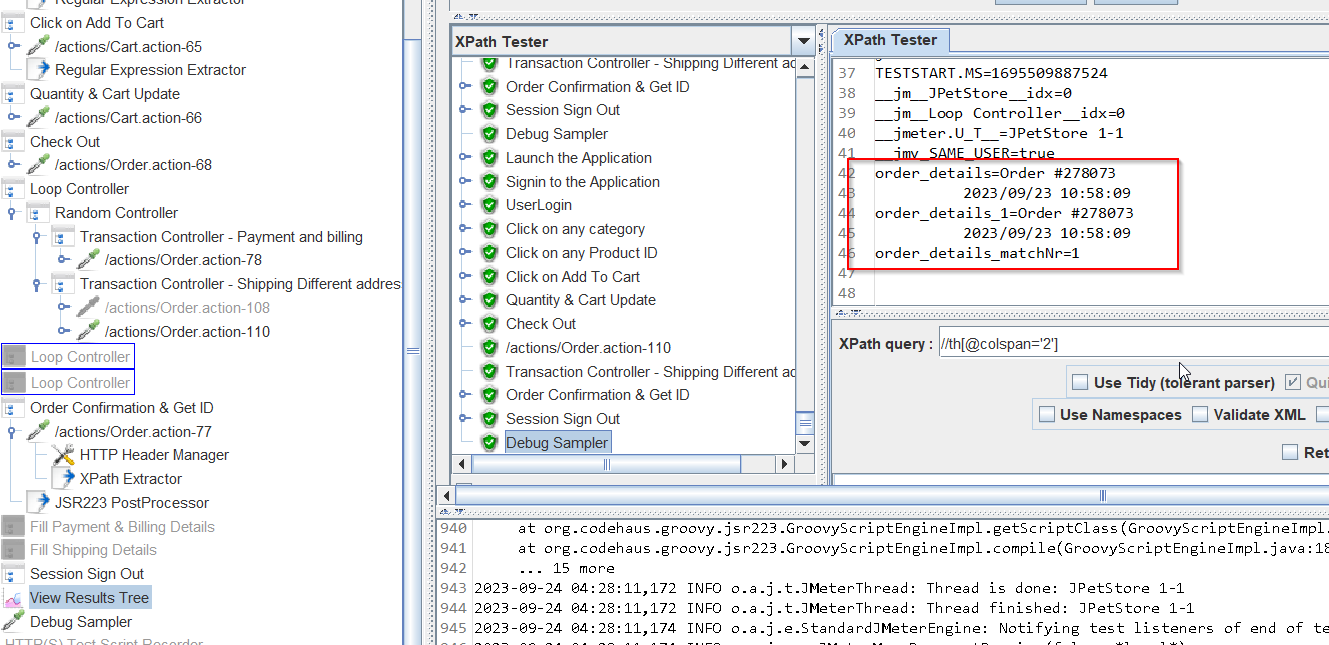 Regular Expression Extractor
Click on Add To Cart
/actions/Cart.action-65
Regular Expression Extractor
Quantity & Cart Update
/actions/Cart.action-66
Check Out
/actions/Order.action-68
Loop Controller
Random Controller
Transaction Controller - Payment and billing
/actions/Order.action-78
Transaction Controller - Shipping Different addres
/actions/Order.action-108
/actions/Order.action-110
Loop Controller
Loop Controller
Order Confirmation & Get ID
/actions/Order.action-77
HTTP Header Manager
XPath Extractor
JSR223 PostProcessor
Fill Payment & Billing Details
Fill Shipping Details
Session Sign Out
View Results Tree
Debug Sampler
HTTP(S) Test Script Recorder
XPath Tester
Transaction Controller - Shipping Different ad
Order Confirmation & Get ID
Session Sign Out
Debug Sampler
Launch the Application
Signin to the Application
UserLogin
Click on any category
Click on any Product ID
Click on Add To Cart
Quantity & Cart Update
Check Out
/actions/Order.action-110
Transaction Controller - Shipping Different ad
Order Confirmation & Get ID
Session Sign Out
Debug Sampler
XPath Tester
37 TESTSTART.MS=1695509887524
38 __jm__JPetStore__idx=0
39 __jm__Loop Controller__idx=0
40 __jmeter.U_T__=JPetStore 1-1
41 __jmv_SAME_USER=true
42 order_details=Order #278073
43 2023/09/23 10:58:09
44 order_details_1=Order #278073
45 2023/09/23 10:58:09
46 order_details_matchNr=1
47
48
XPath query : //th[@colspan='2']
Use Tidy (tolerant parser) Qui
Use Namespaces Validate XML
Ret
940 at org.codehaus.groovy.jsr223.GroovyScriptEngineImpl.getScriptClass(GroovyScriptEngineImpl.
941 at org.codehaus.groovy.jsr223.GroovyScriptEngineImpl.compile(GroovyScriptEngineImpl.java:18
942 ... 15 more
943 2023-09-24 04:28:11,172 INFO o.a.j.t.JMeterThread: Thread is done: JPetStore 1-1
944 2023-09-24 04:28:11,172 INFO o.a.j.t.JMeterThread: Thread finished: JPetStore 1-1
945 2023-09-24 04:28:11,174 INFO o.a.j.e.StandardJMeterEngine: Notifying test listeners of end of te